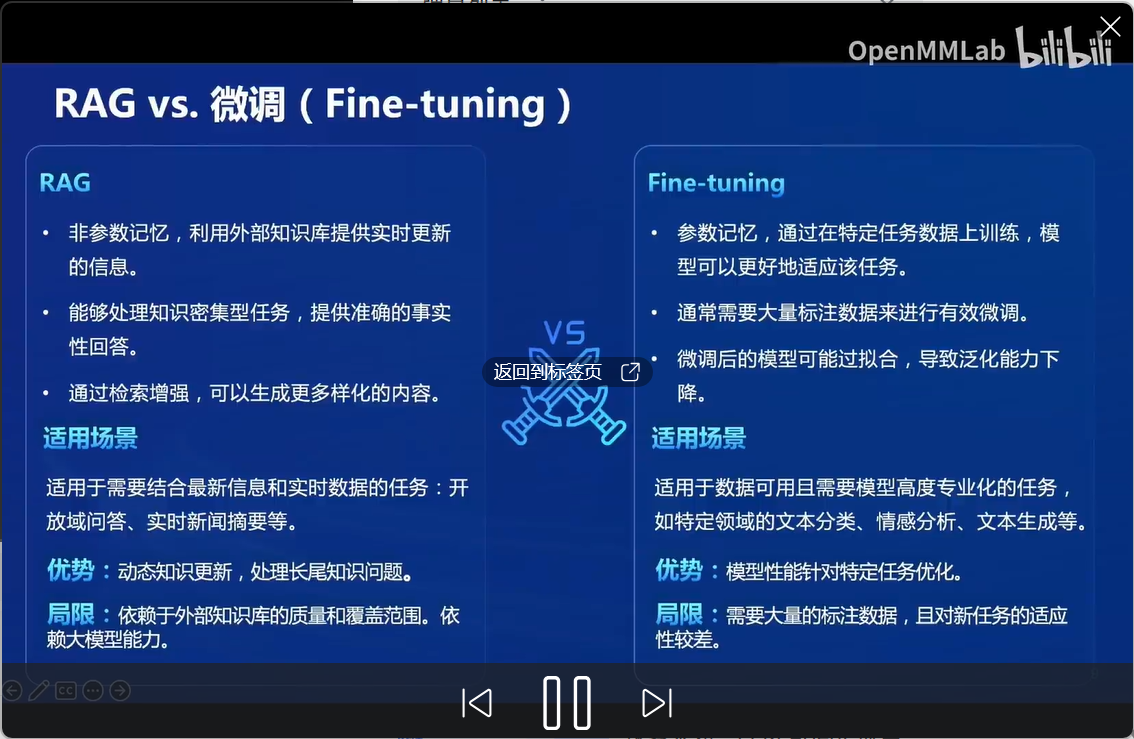 OpenMMLab bilibili
RAG vs. 微调（Fine-tuning）
RAG
• 非参数记忆，利用外部知识库提供实时更新
的信息。
• 能够处理知识密集型任务，提供准确的事实
性回答。
• 通过检索增强，可以生成更多样化的内容。
适用场景
适用于需要结合最新信息和实时数据的任务：开
放域问答、实时新闻摘要等。
优势：动态知识更新，处理长尾知识问题。
局限：依赖于外部知识库的质量和覆盖范围。依
赖大模型能力。
VS
返回到标签页
Fine-tuning
• 参数记忆，通过在特定任务数据上训练，模
型可以更好地适应该任务。
• 通常需要大量标注数据来进行有效微调。
• 微调后的模型可能过拟合，导致泛化能力下
降。
适用场景
适用于数据可用且需要模型高度专业化的任务，
如特定领域的文本分类、情感分析、文本生成等。
优势：模型性能针对特定任务优化。
局限：需要大量的标注数据，且对新任务的适应
性较差。
CC